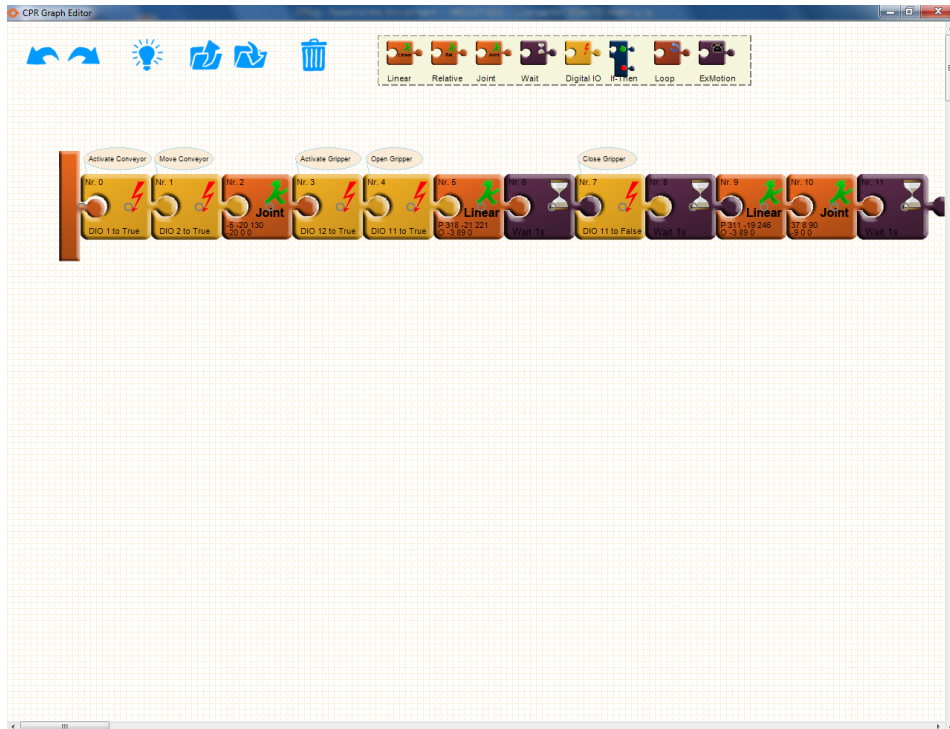 CPR Graph Editor
Linear Relative Joint Wait Digital IO If-Then Loop ExMotion
Activate Conveyor
Move Conveyor
Activate Gripper
Open Gripper
Close Gripper
Nr. 0
DIO 1 to True
Nr. 1
DIO 2 to True
Nr. 2
Joint
-5 -20 130
-20 0 0
Nr. 3
DIO 12 to True
Nr. 4
DIO 11 to True
Nr. 5
Linear
P 318 -21 221
O -3 89 0
Nr. 6
Wait 1s
Nr. 7
DIO 11 to False
Nr. 8
Wait 1s
Nr. 9
Linear
P 311 -19 246
O -3 89 0
Nr. 10
Joint
37 8 90
-9 0 0
Nr. 11
Wait 1s